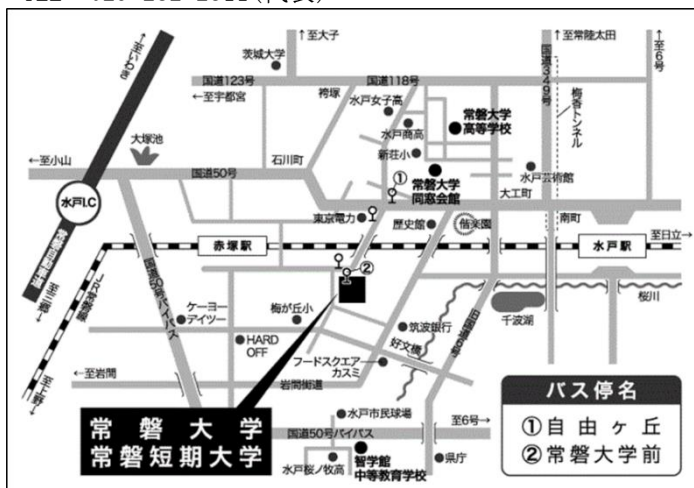 ↑至大子
↑至常陸太田
↑至6号
←至いわき
茨城大学
国道123号
国道118号
国道349号
←至宇都宮
袴塚
水戸女子高
梅香トンネル
水戸商高
常磐大学
高等学校
大塚池
新荘小
←至小山
国道50号
石川町
①
常磐大学
同窓会館
水戸芸術館
大工町
水戸I.C
東京電力
歴史館
偕楽園
南町
赤塚駅
水戸駅
至日立→
常磐自動車道
至三郷→
JR常磐線
至上野→
国道50号バイパス
②
桜川
ケーヨー
デイツー
梅が丘小
千波湖
旧国道6号
筑波銀行
HARD
OFF
好文橋
フードスクエア
カスミ
←至岩間
岩間街道
常磐大学
常磐短期大学
水戸市民球場
至6号→
国道50号バイパス
智学館
中等教育学校
水戸桜ノ牧高
県庁
バス停名
①自由ヶ丘
②常磐大学前